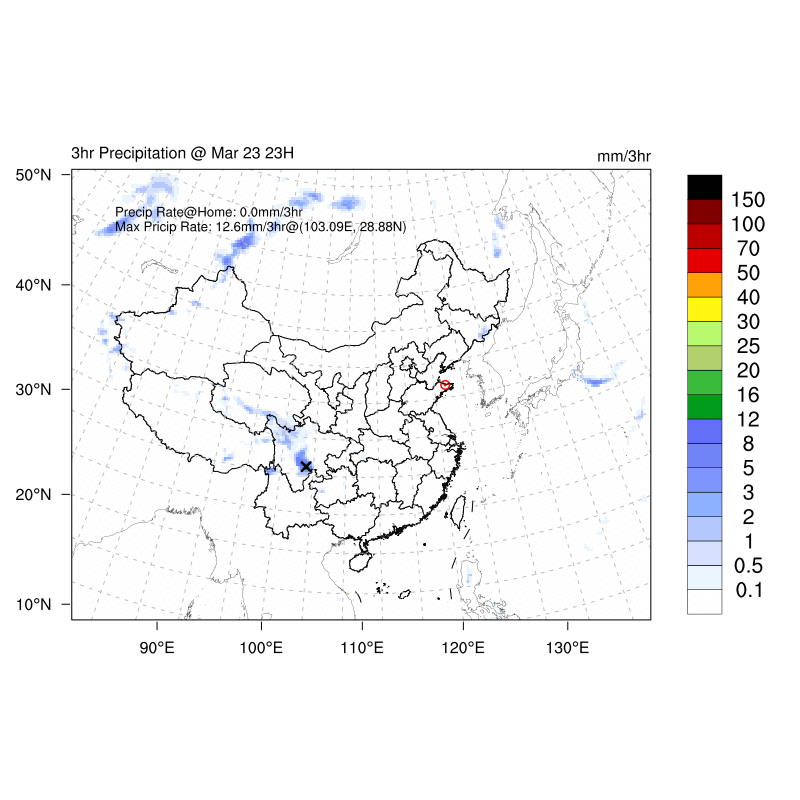 3hr Precipitation @ Mar 23 23H
mm/3hr
Precip Rate@Home: 0.0mm/3hr
Max Pricip Rate: 12.6mm/3hr@(103.09E, 28.88N)
50°N
40°N
30°N
20°N
10°N
90°E
100°E
110°E
120°E
130°E
150
100
70
50
40
30
25
20
16
12
8
5
3
2
1
0.5
0.1